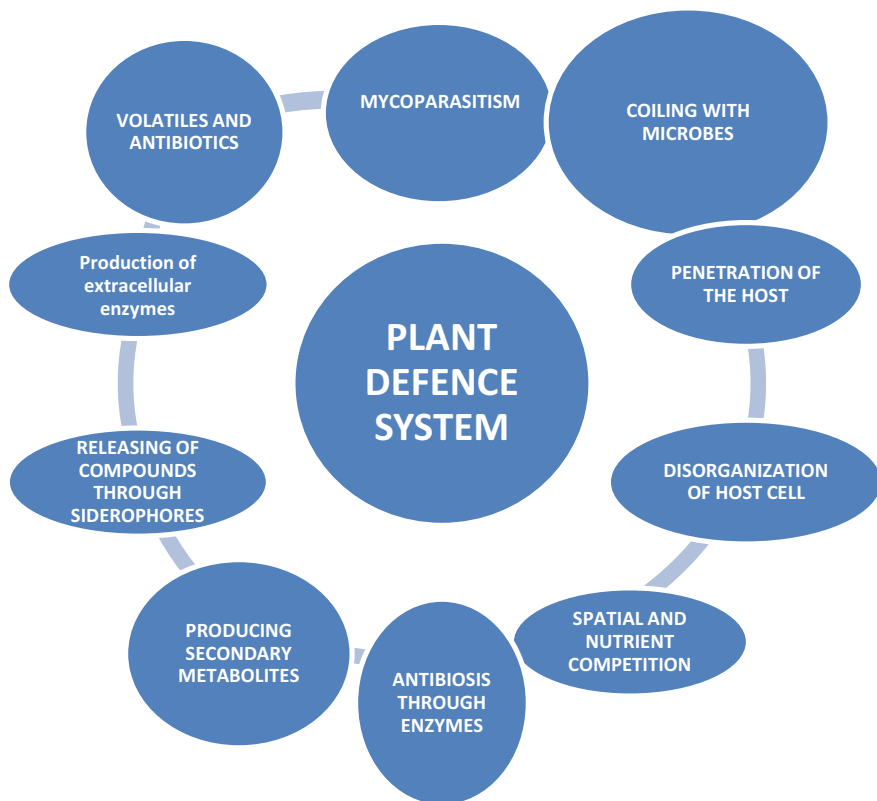 MYCOPARASITISM
COILING WITH
MICROBES
PENETRATION OF
THE HOST
DISORGANIZATION
OF HOST CELL
SPATIAL AND
NUTRIENT
COMPETITION
ANTIBIOSIS
THROUGH
ENZYMES
PRODUCING
SECONDARY
METABOLITES
RELEASING OF
COMPOUNDS
THROUGH
SIDEROPHORES
Production of
extracellular
enzymes
VOLATILES AND
ANTIBIOTICS
PLANT
DEFENCE
SYSTEM